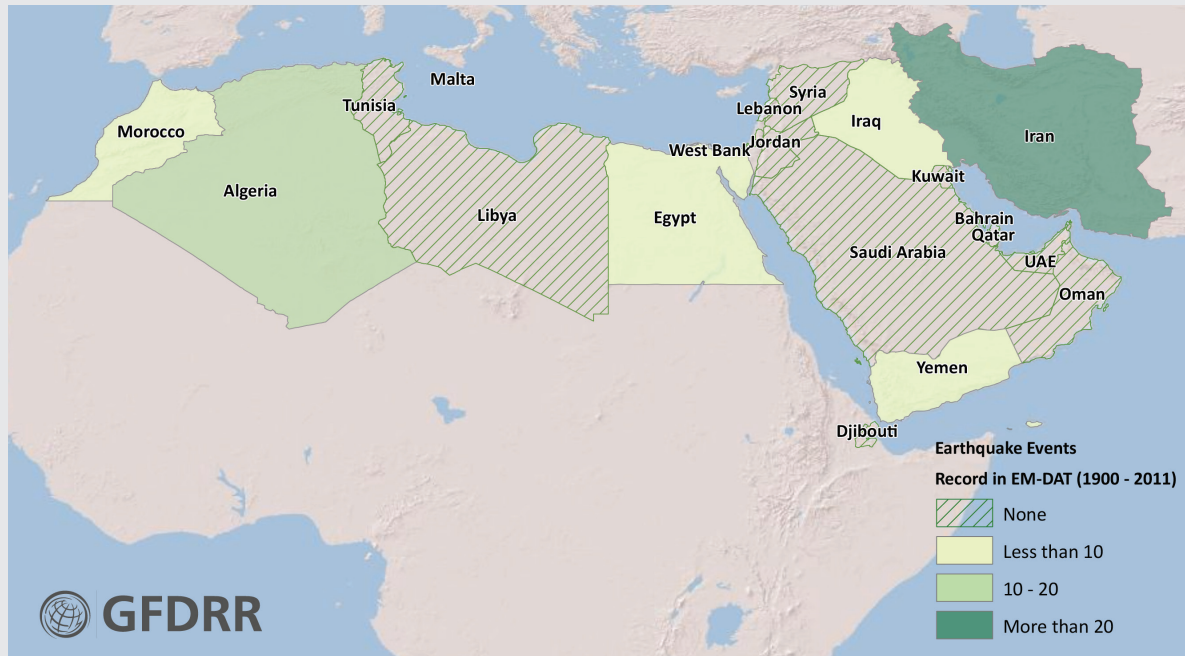 Malta
Tunisia
Syria
Lebanon
Morocco
Iraq
Iran
Jordan
West Bank
Kuwait
Algeria
Libya
Egypt
Bahrain
Qatar
Saudi Arabia
UAE
Oman
Yemen
Djibouti
Earthquake Events
Record in EM-DAT (1900 - 2011)
None
Less than 10
10 - 20
More than 20
GFDRR